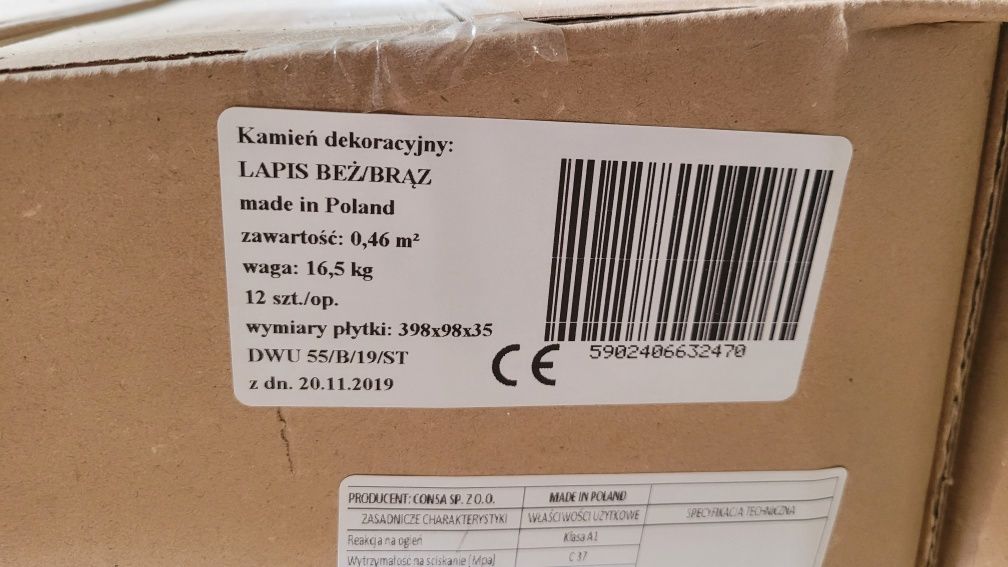 Kamień dekoracyjny:
LAPIS BEŻ/BRĄZ
made in Poland
zawartość: 0,46 m²
waga: 16,5 kg
12 szt./op.
wymiary płytki: 398x98x35
DWU 55/B/19/ST
z dn. 20.11.2019
CE
5902406632470
PRODUCENT: CONSA SP. Z O.O. MADE IN POLAND
ZASADNICZE CHARAKTERYSTYKI WŁAŚCIWOŚCI UŻYTKOWE SPECYFIKACJA TECHNICZNA
Reakcja na ogień Klasa A1
Wytrzymałość na ściskanie [Mpa] C 37